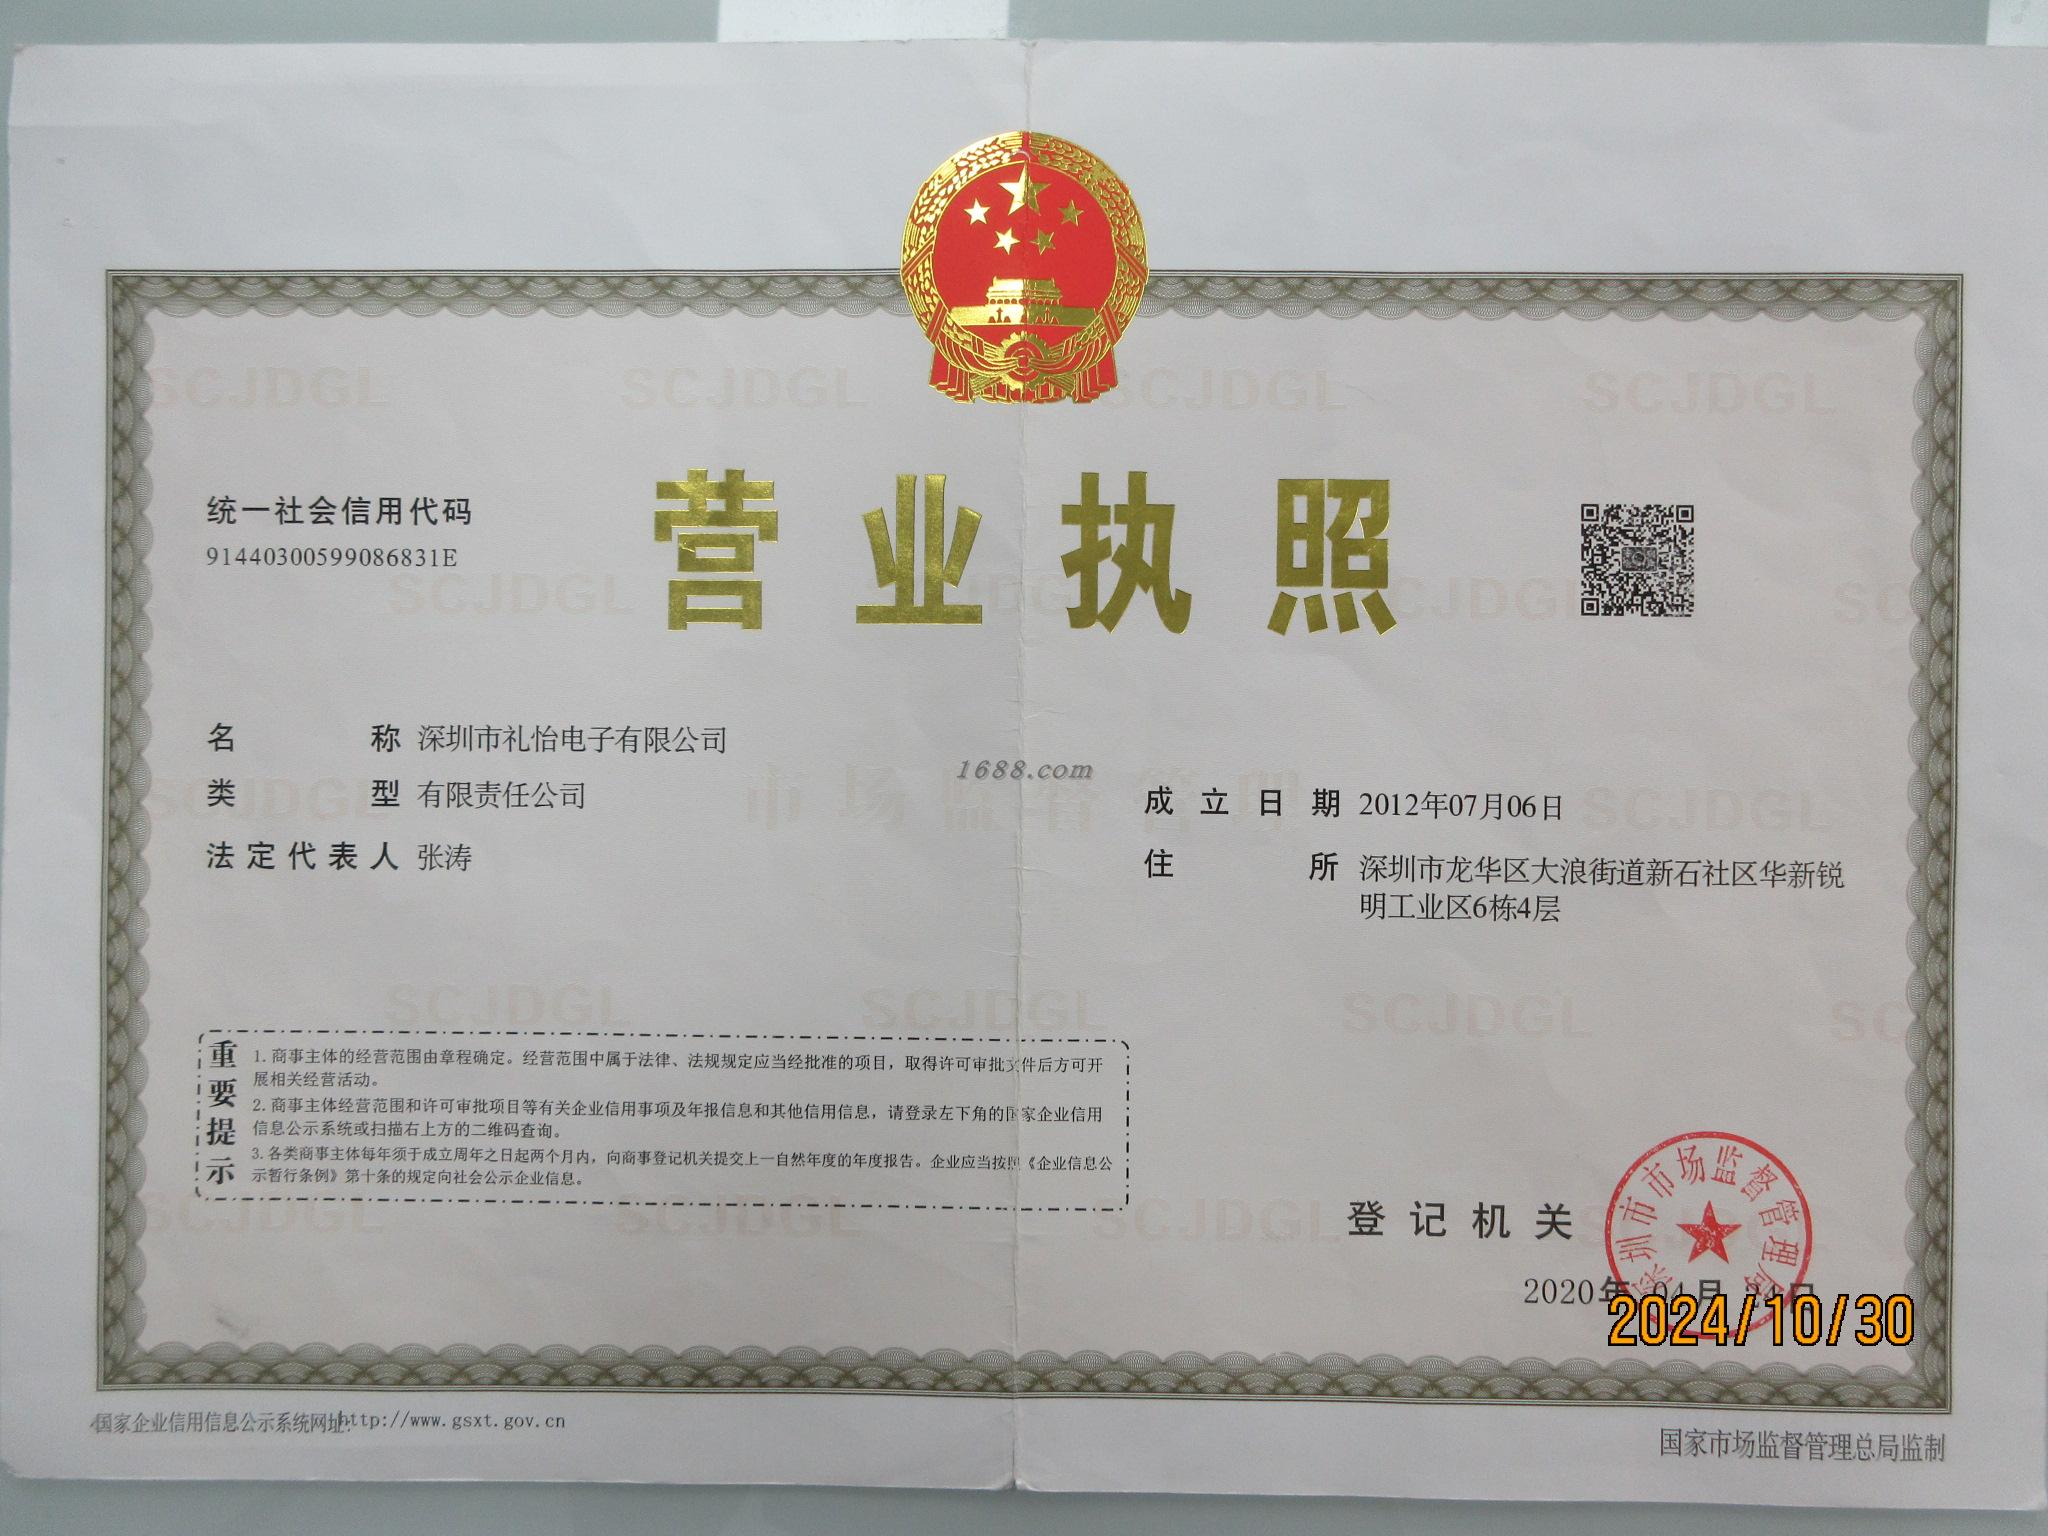 营业执照
统一社会信用代码
91440300599086831E
名称 深圳市礼怡电子有限公司
类型 有限责任公司
法定代表人 张涛
1688.com
成立日期 2012年07月06日
住所 深圳市龙华区大浪街道新石社区华新锐
明工业区6栋4层
重要提示
1.商事主体的经营范围由章程确定。经营范围中属于法律、法规规定应当经批准的项目，取得许可审批文件后方可开
展相关经营活动。
2.商事主体经营范围和许可审批项目等有关企业信用事项及年报信息和其他信用信息，请登录左下角的国家企业信用
信息公示系统或扫描右上方的二维码查询。
3.各类商事主体每年须于成立周年之日起两个月内，向商事登记机关提交上一自然年度的年度报告。企业应当按照《企业信息公
示暂行条例》第十条的规定向社会公示企业信息。
登记机关
深圳市市场监督管理局
2020年04月 日
2024/10/30
国家企业信用信息公示系统网址:http://www.gsxt.gov.cn
国家市场监督管理总局监制
SCJDGL
市场监督管理